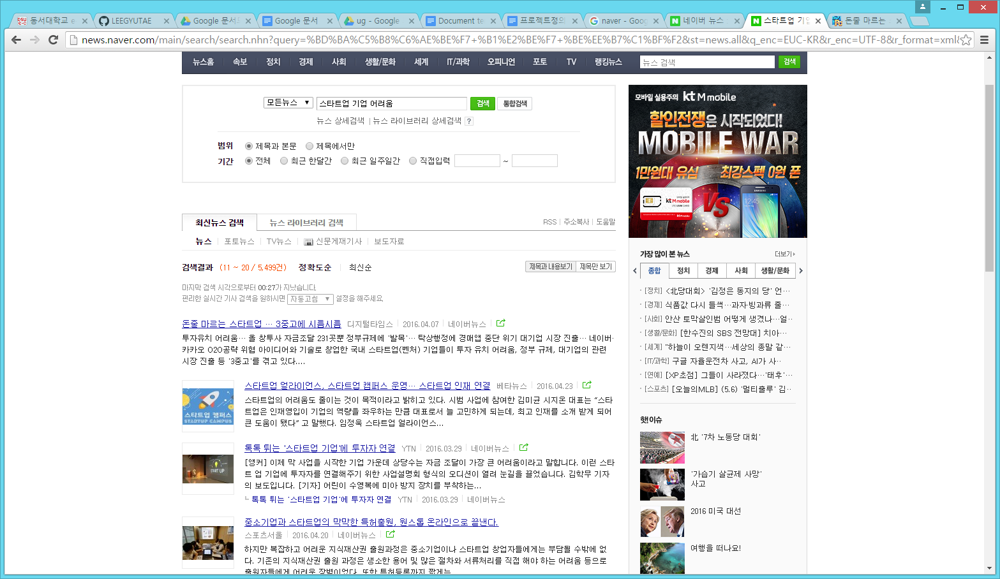 동서대학교 e
LEEGYUTAE
Google 문서
Google 문서
ug - Google
Document te
프로젝트정의
naver - Goog
네이버 뉴스
스타트업 기업
돈줄 마르는
news.naver.com/main/search/search.nhn?query=%BD%BA%C5%B8%C6%AE%BE%F7+%B1%E2%BE%F7+%BE%EE%B7%C1%BF%F2&st=news.all&q_enc=EUC-KR&r_enc=UTF-8&r_format=xml&
뉴스홈 속보 정치 경제 사회 생활/문화 세계 IT/과학 오피니언 포토 TV 랭킹뉴스 뉴스 검색 검색
모든뉴스 ▼ 스타트업 기업 어려움 검색 통합검색
뉴스 상세검색 | 뉴스 라이브러리 상세검색 ?
범위 제목과 본문 제목에서만
기간 전체 최근 한달간 최근 일주일간 직접입력 ~
최신뉴스 검색 뉴스 라이브러리 검색 RSS | 주소복사 | 도움말
뉴스 포토뉴스 TV뉴스 신문게재기사 보도자료
검색결과 (11 ~ 20 / 5,499건) 정확도순 최신순 제목과 내용보기 제목만 보기
마지막 검색 시각으로부터 00:27가 지났습니다.
편리한 실시간 기사 검색을 원하시면 자동고침 ▼ 설정을 해주세요.
돈줄 마르는 스타트업 … 3중고에 시름시름 디지털타임스 2016.04.07 네이버뉴스
투자유치 어려움… 올 창투사 자금조달 231곳뿐 정부규제에 '발목'… 탁상행정에 경매앱 중단 위기 대기업 시장 진출… 네이버·
카카오 O2O공략 위협 아이디어와 기술로 창업한 국내 스타트업(벤처) 기업들이 투자 유치 어려움, 정부 규제, 대기업의 관련
시장 진출 등 '3중고'를 겪고 있다....
스타트업 얼라이언스, 스타트업 캠퍼스 운영… 스타트업 인재 연결 베타뉴스 2016.04.23
스타트업의 어려움도 줄이는 것이 목적이라고 밝히고 있다. 시범 사업에 참여한 김미균 시지온 대표는 “스타
트업은 인재영입이 기업의 역량을 좌우하는 만큼 대표로서 늘 고민하게 되는데, 최고 인재를 소개 받게 되어
큰 도움이 됐다” 고 말했다. 임정욱 스타트업 얼라이언스...
스타트업 캠퍼스
STARTUP CAMPUS
톡톡 튀는 '스타트업 기업'에 투자자 연결 YTN 2016.03.29 네이버뉴스
[앵커] 이제 막 사업을 시작한 기업 가운데 상당수는 자금 조달이 가장 큰 어려움이라고 말합니다. 이런 스타
트 업 기업에 투자자를 연결해주기 위한 사업설명회 형식의 오디션이 열려 눈길을 끌었습니다. 김학무 기자
의 보도입니다. [기자] 어린이 수영복에 미아 방지 장치를 부착하는...
START UP
톡톡 튀는 '스타트업 기업'에 투자자 연결 YTN 2016.03.29 네이버뉴스
중소기업과 스타트업의 막막한 특허출원, 원스톱 온라인으로 끝낸다.
스포츠서울 2016.04.20 네이버뉴스
하지만 복잡하고 어려운 지식재산권 출원과정은 중소기업이나 스타트업 창업자들에게는 부담될 수밖에 없
다. 기존의 지식재산권 출원 과정은 생소한 용어 및 많은 절차와 서류처리를 직접 해야 하는 어려움 등으로
출원자들에게 어려운 장벽이었다. 또한 특허등록까지 짧게는
모바일 실용주의 kt M mobile
할인전쟁은 시작되었다!
MOBILE WAR
1만원대 유심 최강스펙 0원 폰
kt M mobile
VS
SAMSUNG
12:45
가장 많이 본 뉴스 더보기
종합 정치 경제 사회 생활/문화
[정치] <北당대회> '김정은 동지의 당' 언…
[경제] 식품값 다시 들썩…과자·빙과류 줄…
[사회] 안산 토막살인범 어떻게 생겼나…얼…
[생활/문화] [한수진의 SBS 전망대] 치아…
[세계] "하늘이 오렌지색…세상의 종말 같…
[IT/과학] 구글 자율운전차 사고, AI가 사…
[연예] [XP초점] 그들이 사라졌다…'태후'…
[스포츠] [오늘의MLB] (5.6) '멀티출루' 김…
핫이슈
北 '7차 노동당 대회'
'가습기 살균제 사망'
사고
2016 미국 대선
여행을 떠나요!